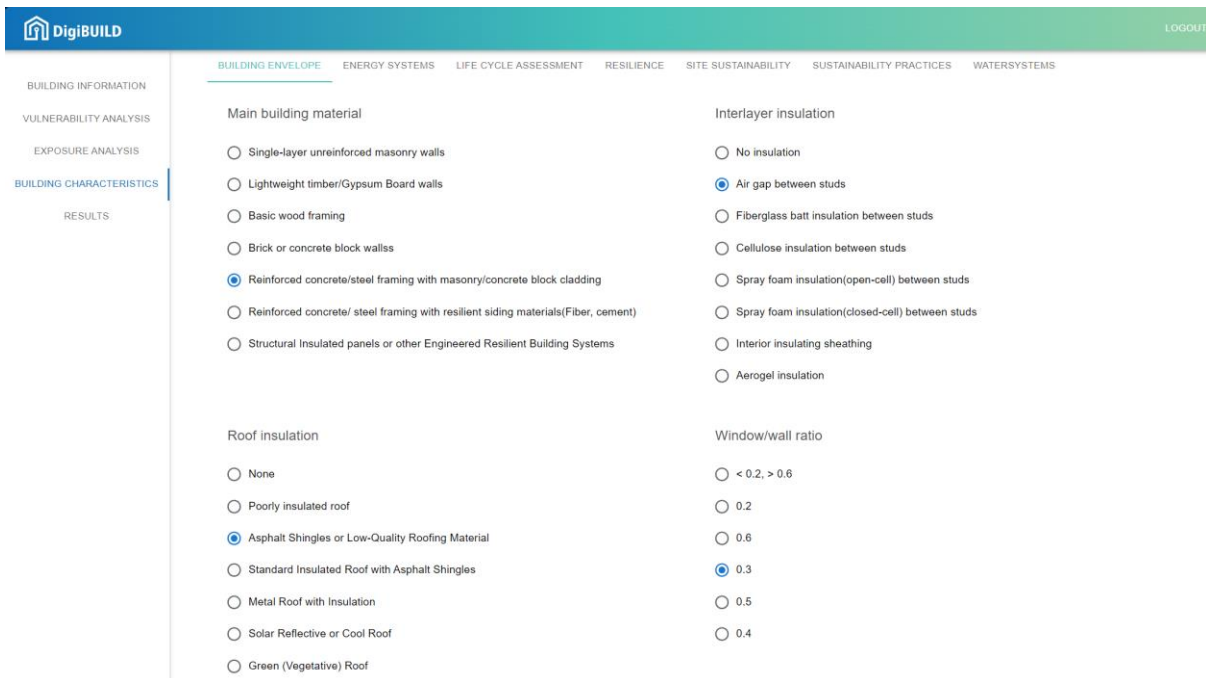 DigiBUILD
LOGOUT
BUILDING INFORMATION
VULNERABILITY ANALYSIS
EXPOSURE ANALYSIS
BUILDING CHARACTERISTICS
RESULTS
BUILDING ENVELOPE ENERGY SYSTEMS LIFE CYCLE ASSESSMENT RESILIENCE SITE SUSTAINABILITY SUSTAINABILITY PRACTICES WATERSYSTEMS
Main building material
Single-layer unreinforced masonry walls
Lightweight timber/Gypsum Board walls
Basic wood framing
Brick or concrete block wallss
Reinforced concrete/steel framing with masonry/concrete block cladding
Reinforced concrete/ steel framing with resilient siding materials(Fiber, cement)
Structural Insulated panels or other Engineered Resilient Building Systems
Interlayer insulation
No insulation
Air gap between studs
Fiberglass batt insulation between studs
Cellulose insulation between studs
Spray foam insulation(open-cell) between studs
Spray foam insulation(closed-cell) between studs
Interior insulating sheathing
Aerogel insulation
Roof insulation
None
Poorly insulated roof
Asphalt Shingles or Low-Quality Roofing Material
Standard Insulated Roof with Asphalt Shingles
Metal Roof with Insulation
Solar Reflective or Cool Roof
Green (Vegetative) Roof
Window/wall ratio
< 0.2, > 0.6
0.2
0.6
0.3
0.5
0.4